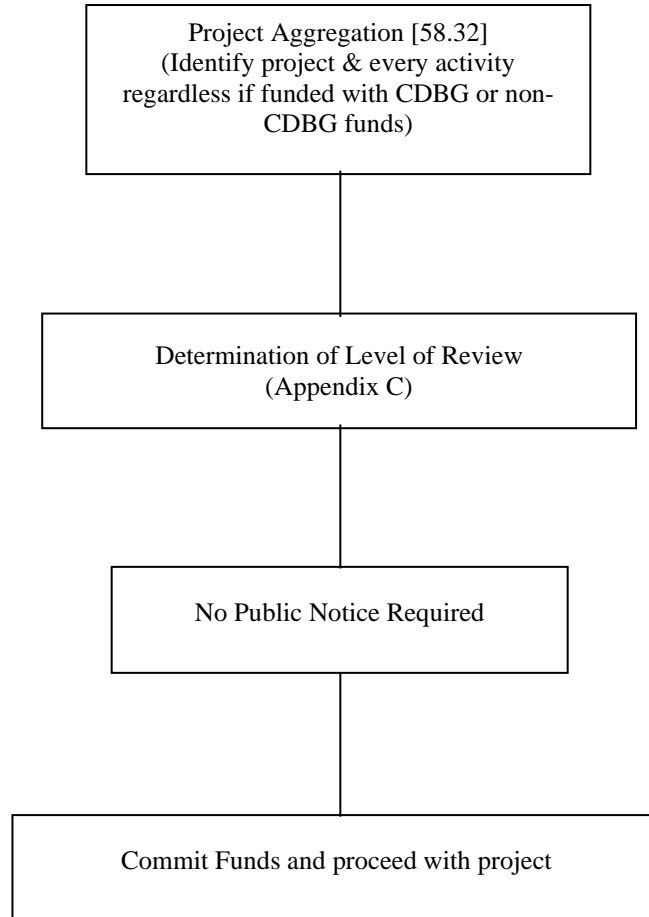 Project Aggregation [58.32]
(Identify project & every activity
regardless if funded with CDBG or non-
CDBG funds)
Determination of Level of Review
(Appendix C)
No Public Notice Required
Commit Funds and proceed with project